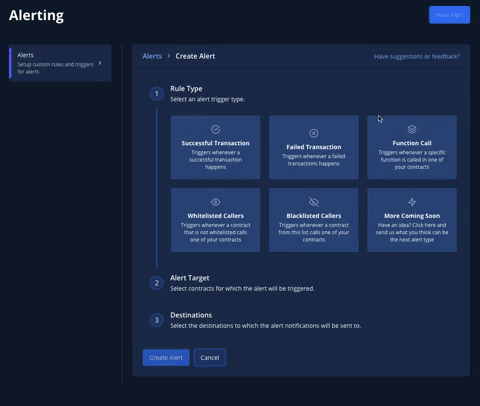 Alerting
New Alert
Alerts
Setup custom rules and triggers
for alerts
Alerts > Create Alert
Have suggestions or feedback?
1
Rule Type
Select an alert trigger type.
Successful Transaction
Triggers whenever a
successful transaction
happens
Failed Transaction
Triggers whenever a failed
transactions happens
Function Call
Triggers whenever a specific
function is called in one of
your contracts
Whitelisted Callers
Triggers whenever a contract
that is not whitelisted calls
one of your contracts
Blacklisted Callers
Triggers whenever a contract
from this list calls one of your
contracts
More Coming Soon
Have an idea? Click here and
send us what you think can be
the next alert type
2
Alert Target
Select contracts for which the alert will be triggered.
3
Destinations
Select the destinations to which the alert notifications will be sent to.
Create Alert
Cancel